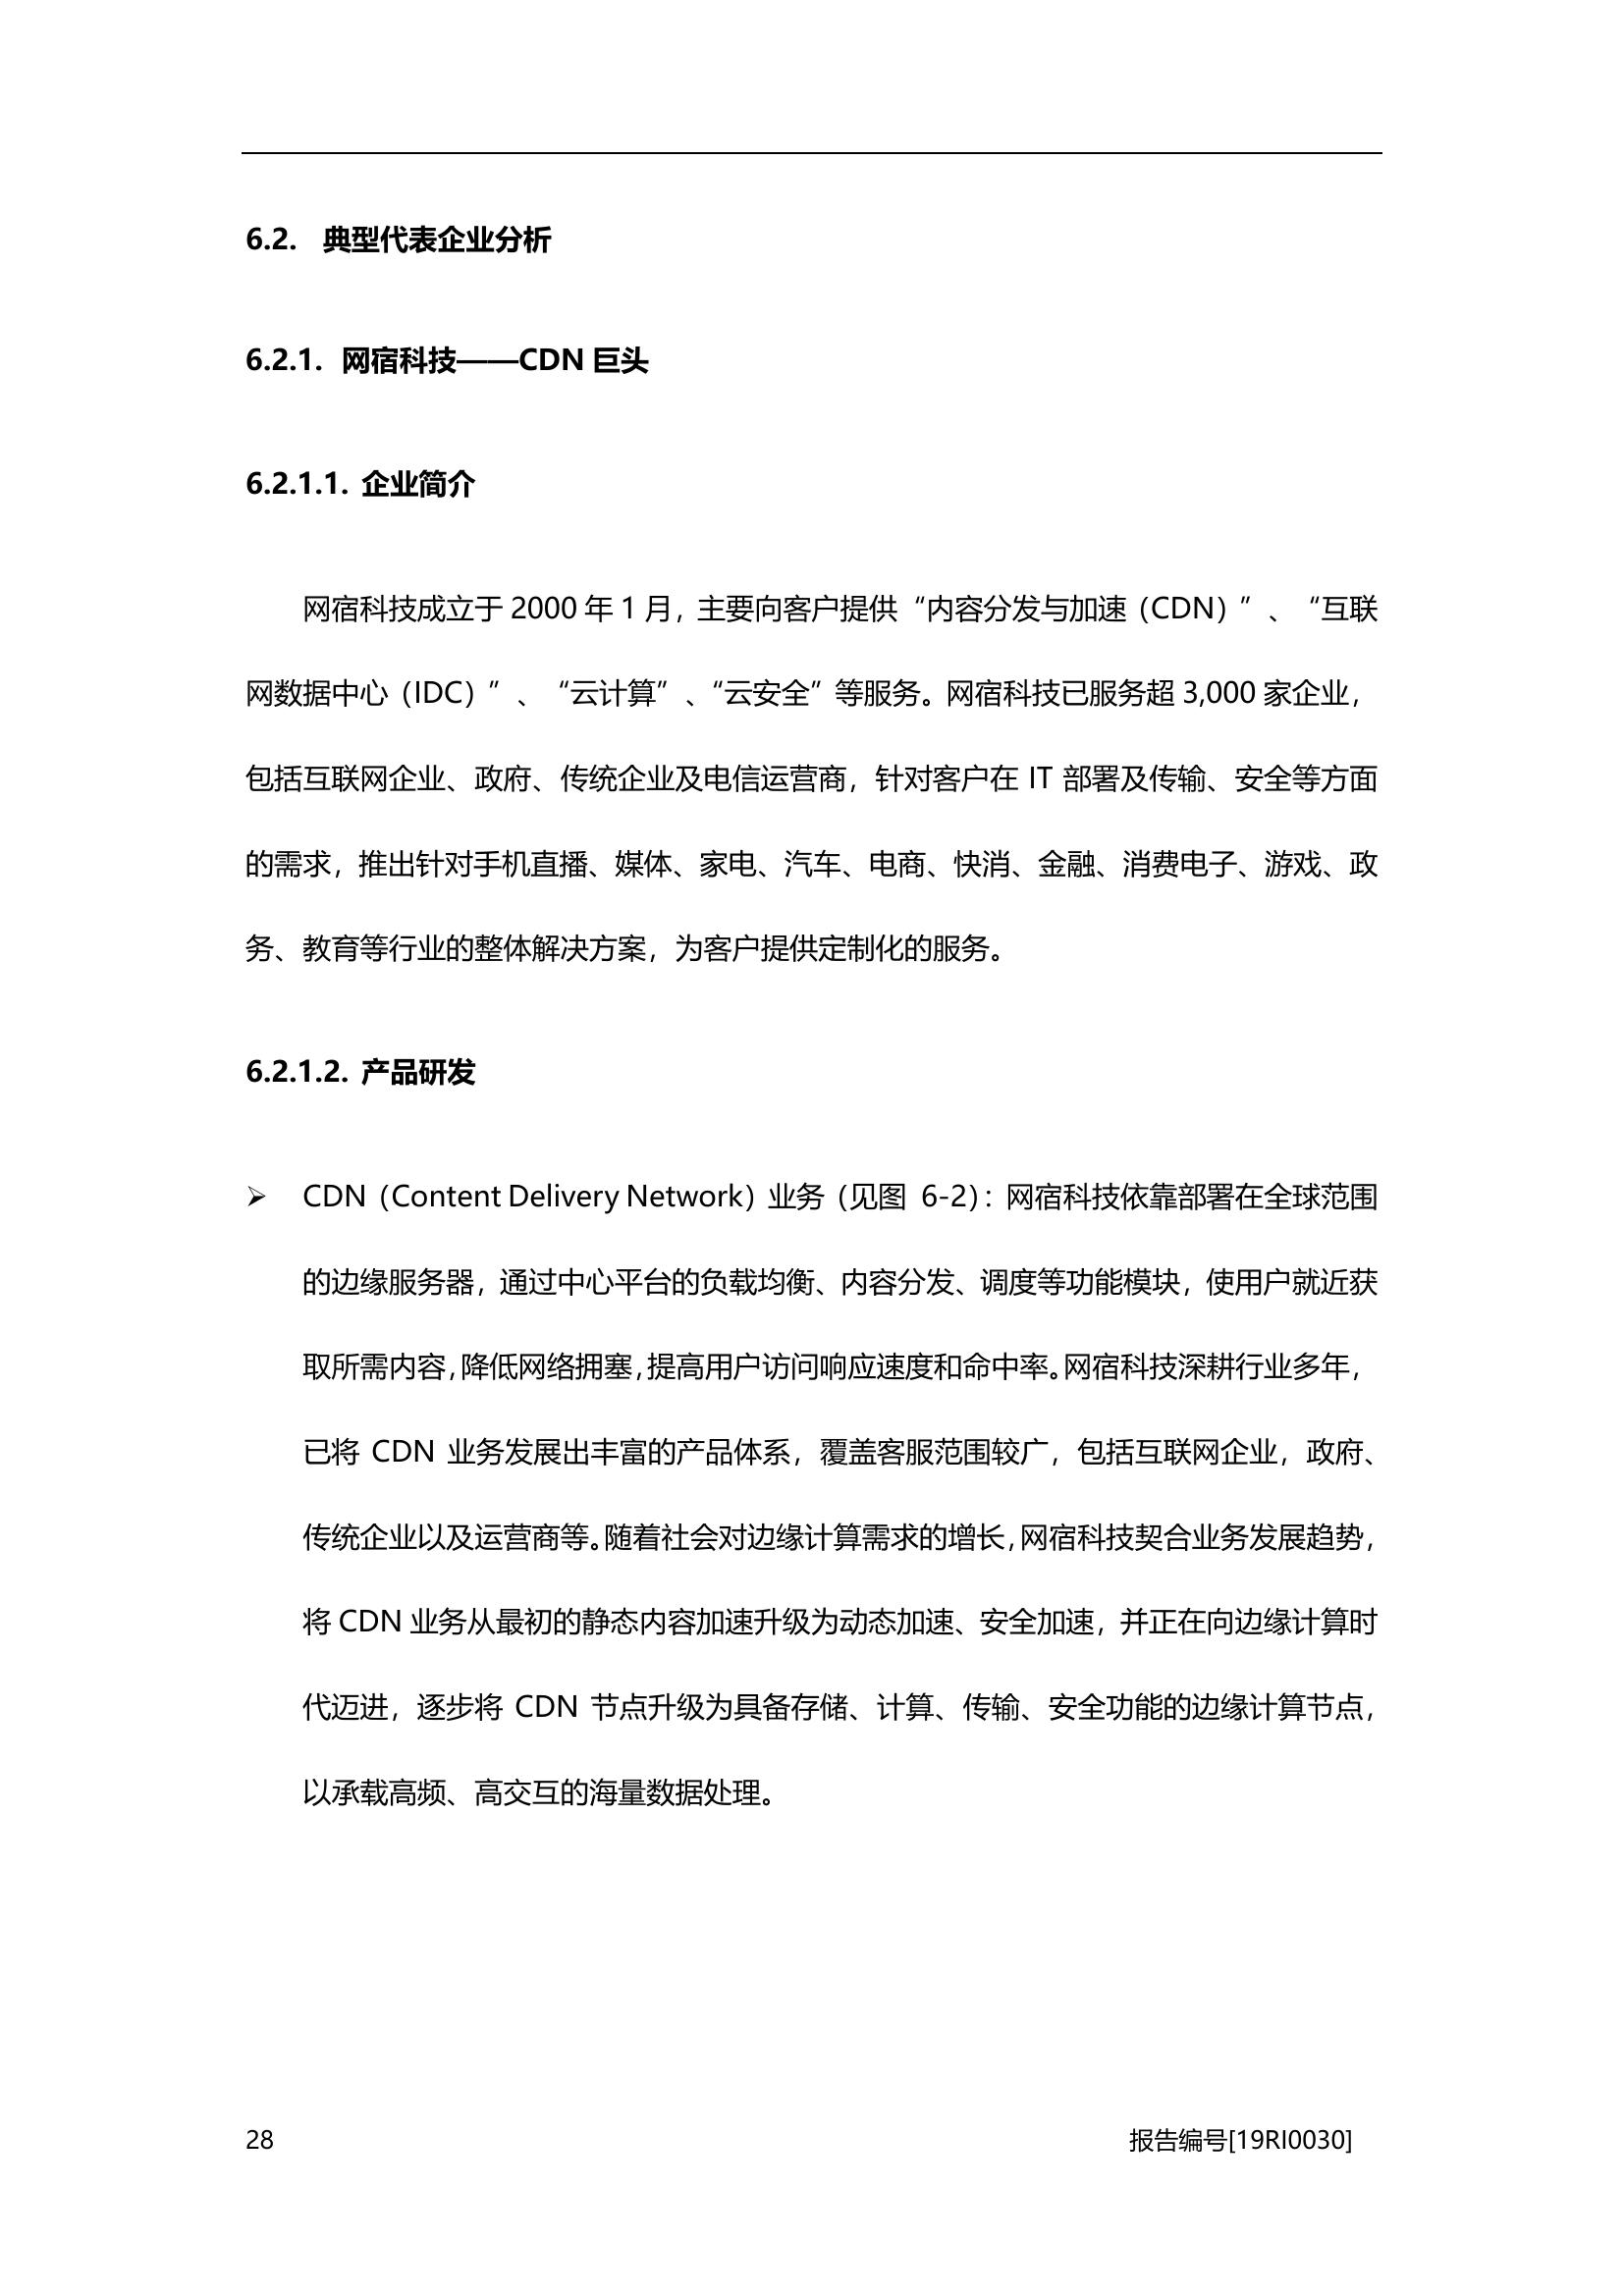 6.2. 典型代表企业分析
6.2.1. 网宿科技——CDN 巨头
6.2.1.1. 企业简介
网宿科技成立于 2000 年 1 月，主要向客户提供“内容分发与加速（CDN）”、“互联
网数据中心（IDC）”、“云计算”、“云安全”等服务。网宿科技已服务超 3,000 家企业，
包括互联网企业、政府、传统企业及电信运营商，针对客户在 IT 部署及传输、安全等方面
的需求，推出针对手机直播、媒体、家电、汽车、电商、快消、金融、消费电子、游戏、政
务、教育等行业的整体解决方案，为客户提供定制化的服务。
6.2.1.2. 产品研发
➢ CDN（Content Delivery Network）业务（见图 6-2）：网宿科技依靠部署在全球范围
的边缘服务器，通过中心平台的负载均衡、内容分发、调度等功能模块，使用户就近获
取所需内容，降低网络拥塞，提高用户访问响应速度和命中率。网宿科技深耕行业多年，
已将 CDN 业务发展出丰富的产品体系，覆盖客服范围较广，包括互联网企业，政府、
传统企业以及运营商等。随着社会对边缘计算需求的增长，网宿科技契合业务发展趋势，
将 CDN 业务从最初的静态内容加速升级为动态加速、安全加速，并正在向边缘计算时
代迈进，逐步将 CDN 节点升级为具备存储、计算、传输、安全功能的边缘计算节点，
以承载高频、高交互的海量数据处理。
28 报告编号[19RI0030]